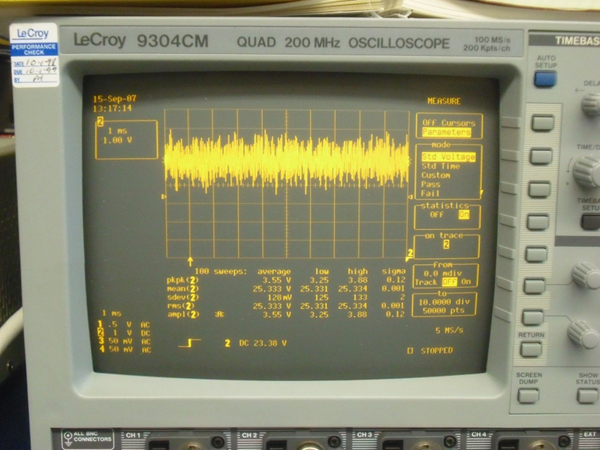 LeCroy
PERFORMANCE
CHECK
DATE 10-1-96
DUE 10-1-97
BY
LeCroy 9304CM QUAD 200 MHz OSCILLOSCOPE
100 MS/s
200 Kpts/ch
TIMEBAS
AUTO
SETUP
DELA
TIME/D
TIMEBA
SETUP
RETURN
SCREEN
DUMP
SHOW
STATUS
15-Sep-07
13:17:14
2
1 ms
1.00 V
MEASURE
Off Cursors
Parameters
mode
Std Voltage
Std Time
Custom
Pass
Fail
statistics
Off On
on trace
2
from
0.0 mdiv
Track OFF On
to
10.0000 div
50000 pts
2
100 sweeps: average low high sigma
pkpk(2) 3.55 V 3.25 3.88 0.12
mean(2) 25.333 V 25.331 25.334 0.001
sdev(2) 128mV 125 133 2
rms(2) 25.333 V 25.331 25.334 0.001
ampl(2) 3.55 V 3.25 3.88 0.12
1 ms
1 .5 V AC
2 1 V DC
3 50 mV AC
4 50 mV AC
2 DC 23.38 V
5 MS/s
STOPPED
ALL BNC
CONNECTORS
CH 1
CH 2
CH 3
CH 4
EXT